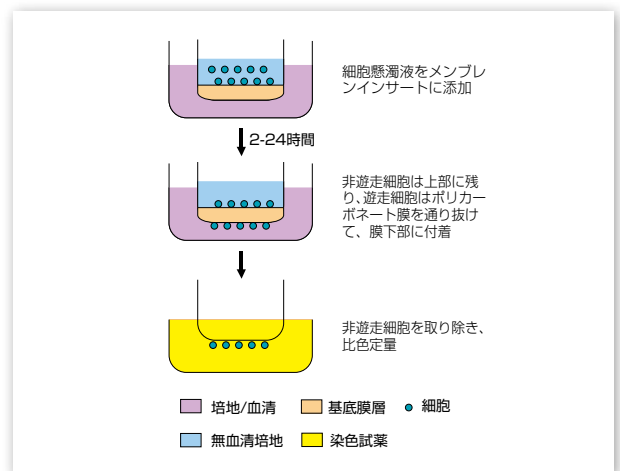 細胞懸濁液をメンブレ
ンインサートに添加
2-24時間
非遊走細胞は上部に残
り、遊走細胞はポリカー
ボネート膜を通り抜け
て、膜下部に付着
非遊走細胞を取り除き、
比色定量
培地/血清 基底膜層 細胞
無血清培地 染色試薬